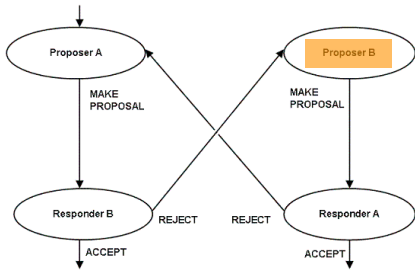 Proposer A
Proposer B
MAKE
PROPOSAL
MAKE
PROPOSAL
Responder B
REJECT
REJECT
Responder A
ACCEPT
ACCEPT